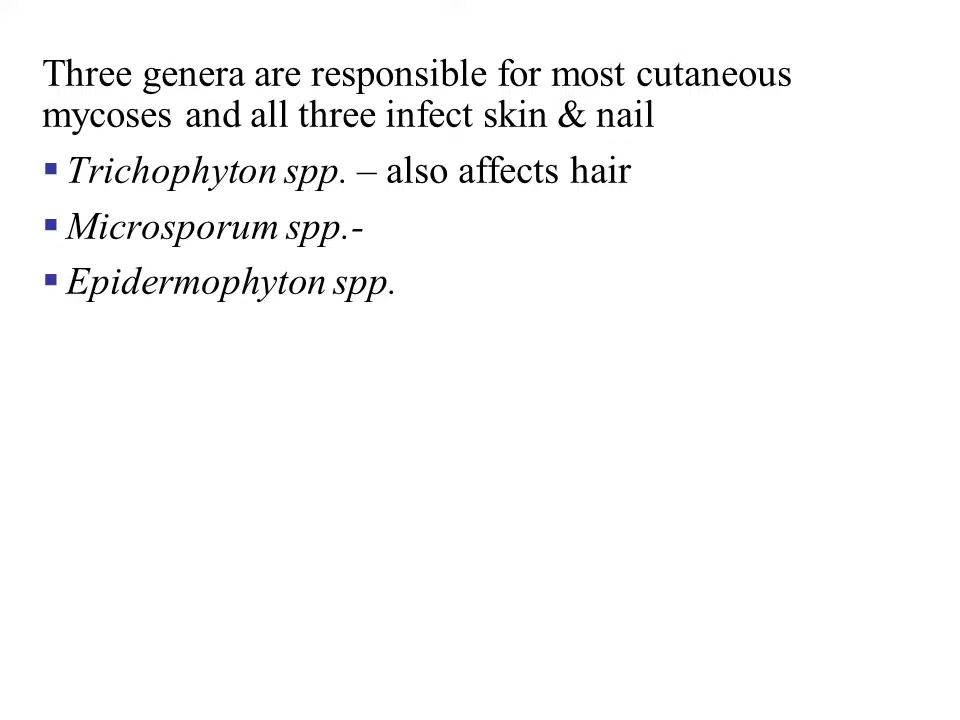 Three genera are responsible for most cutaneous
mycoses and all three infect skin & nail
▪ Trichophyton spp. – also affects hair
▪ Microsporum spp.-
▪ Epidermophyton spp.